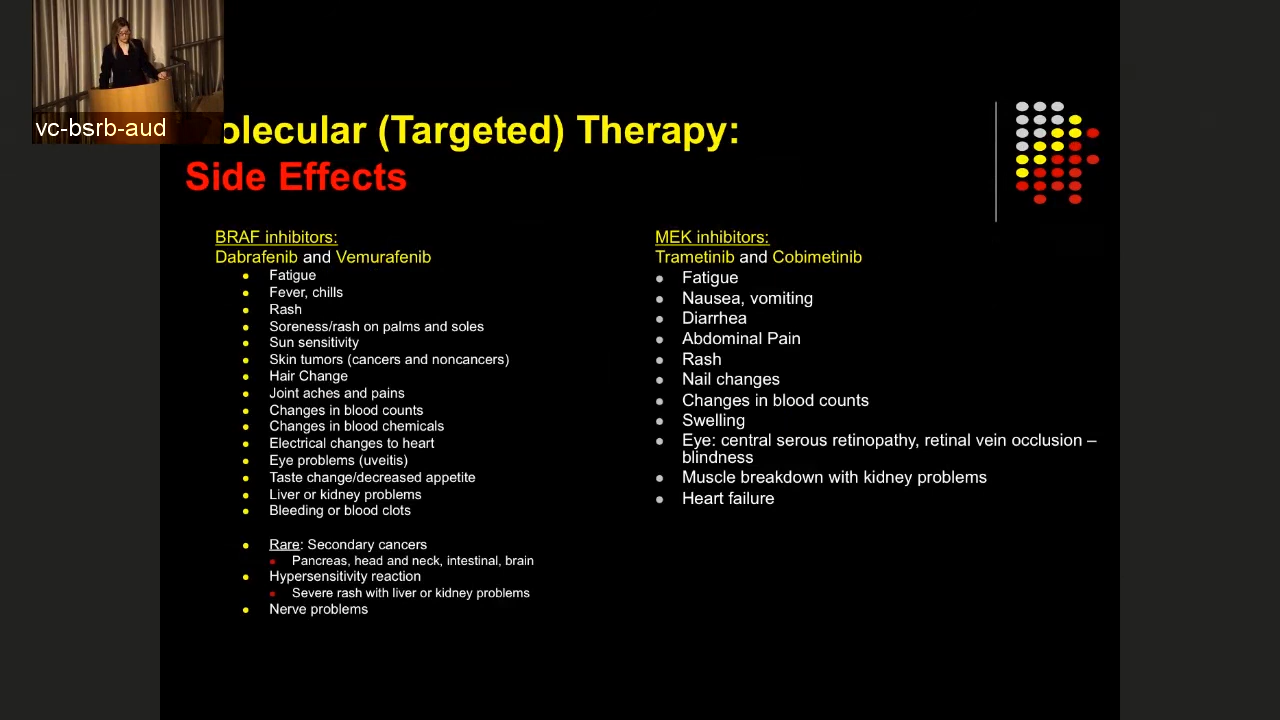 vc-bsrb-aud
olecular (Targeted) Therapy:
Side Effects
BRAF inhibitors:
Dabrafenib and Vemurafenib
Fatigue
Fever, chills
Rash
Soreness/rash on palms and soles
Sun sensitivity
Skin tumors (cancers and noncancers)
Hair Change
Joint aches and pains
Changes in blood counts
Changes in blood chemicals
Electrical changes to heart
Eye problems (uveitis)
Taste change/decreased appetite
Liver or kidney problems
Bleeding or blood clots
Rare: Secondary cancers
Pancreas, head and neck, intestinal, brain
Hypersensitivity reaction
Severe rash with liver or kidney problems
Nerve problems
MEK inhibitors:
Trametinib and Cobimetinib
Fatigue
Nausea, vomiting
Diarrhea
Abdominal Pain
Rash
Nail changes
Changes in blood counts
Swelling
Eye: central serous retinopathy, retinal vein occlusion –
blindness
Muscle breakdown with kidney problems
Heart failure